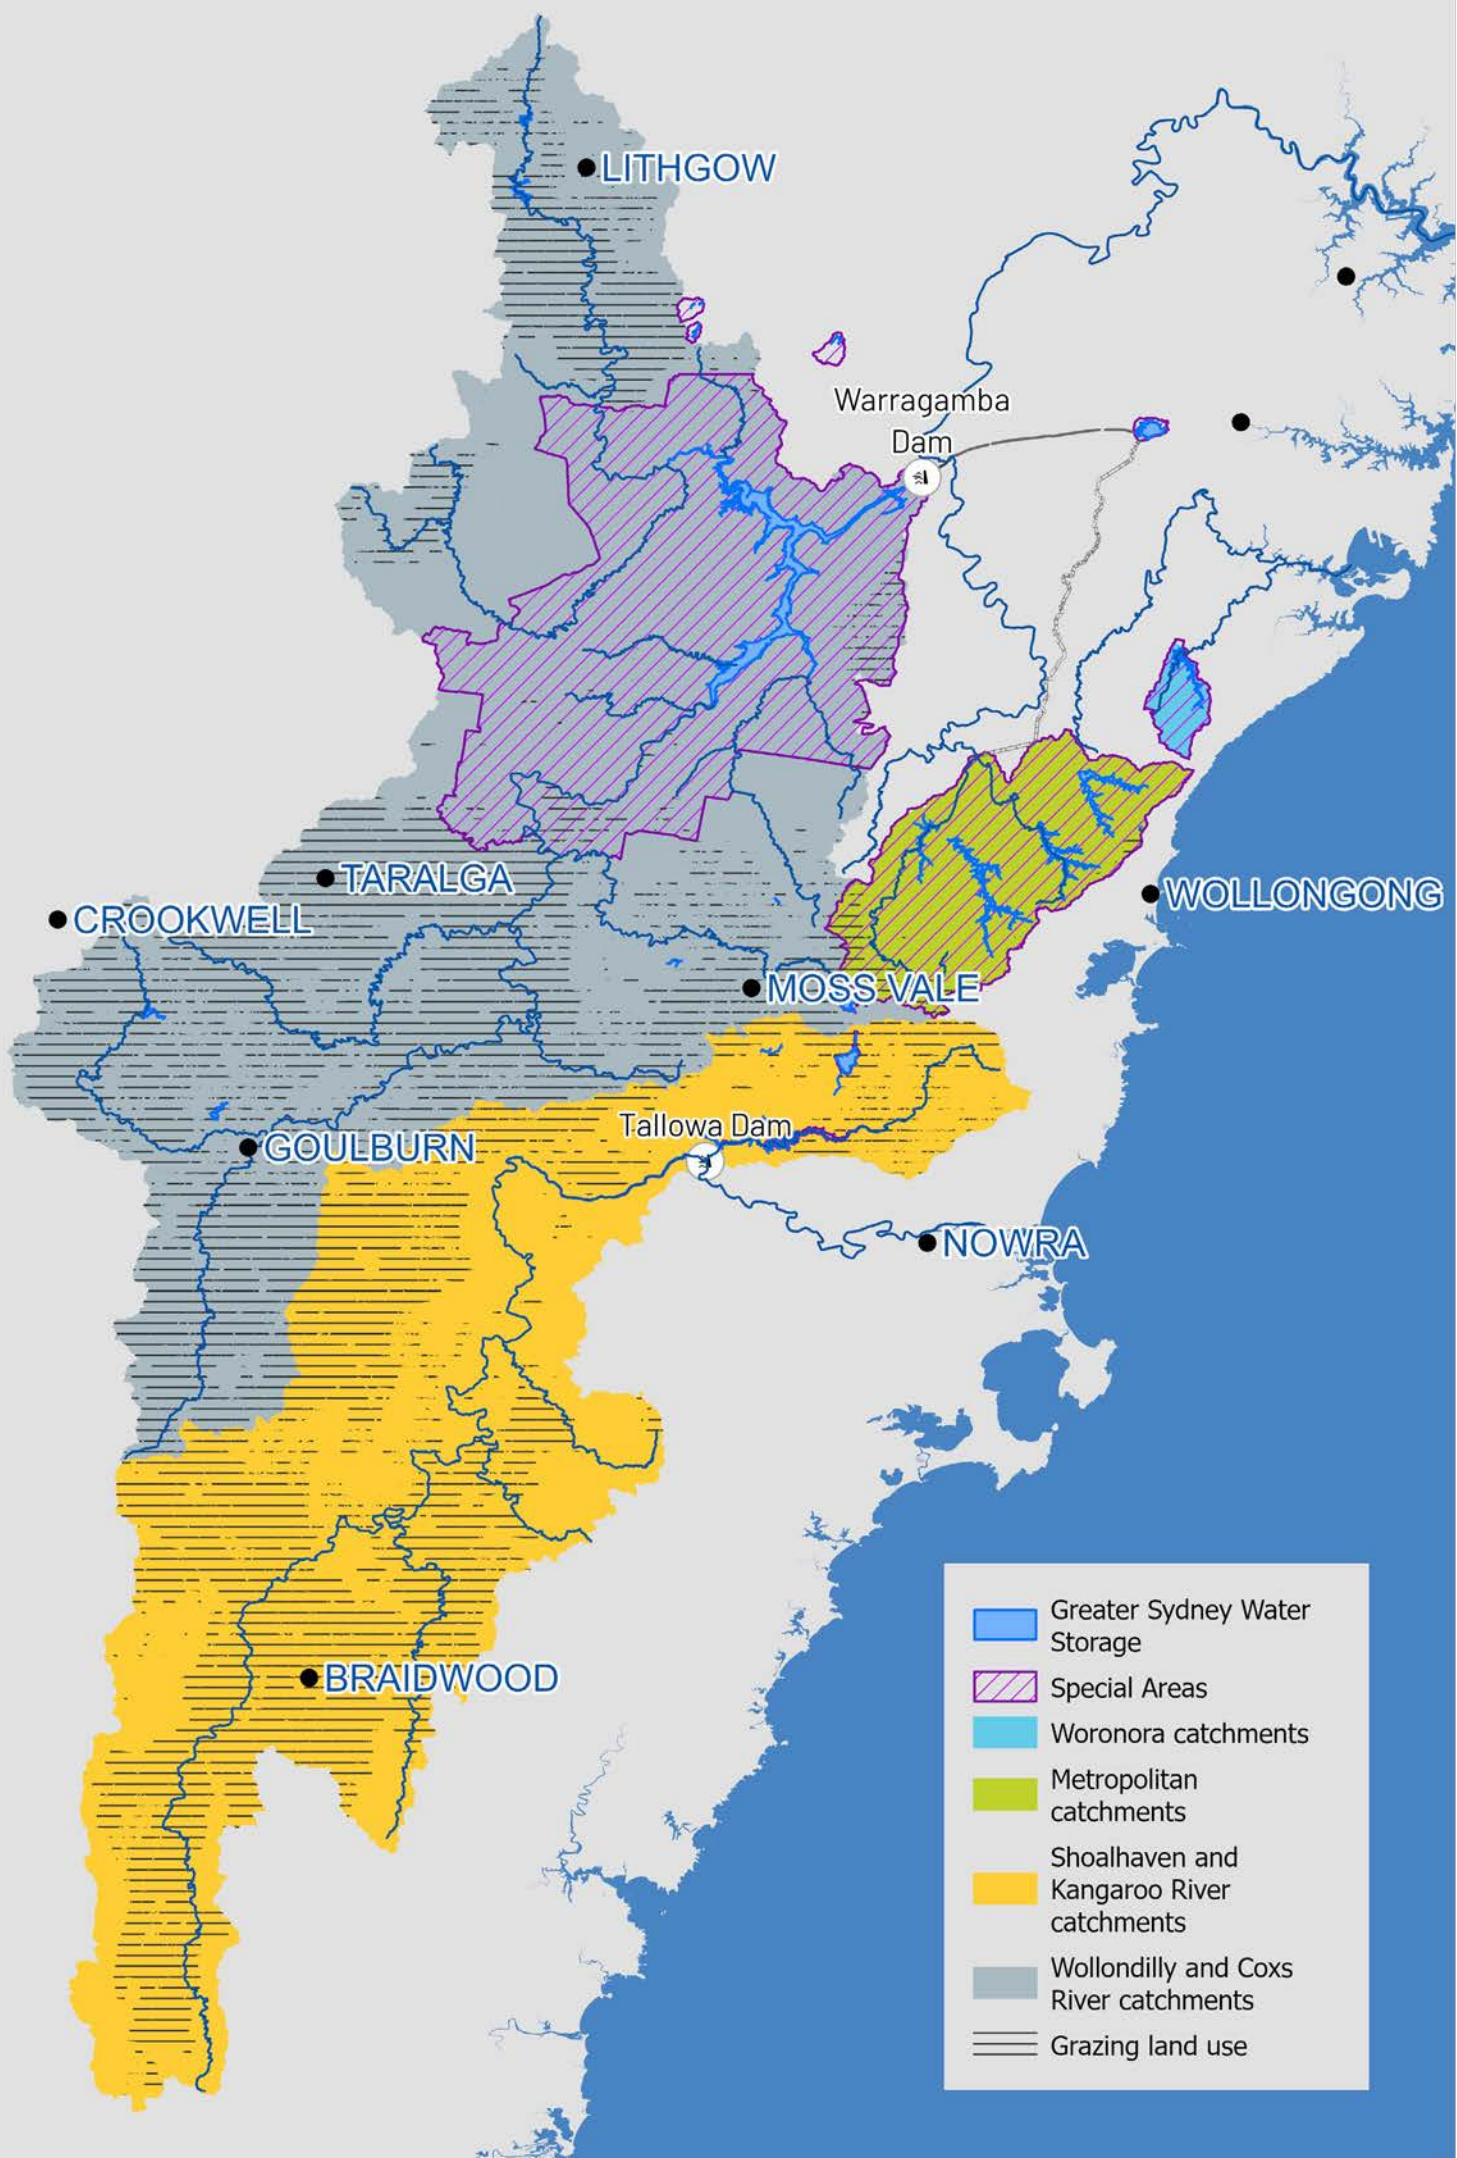 LITHGOW
Warragamba
Dam
TARALGA
CROOKWELL
WOLLONGONG
MOSS VALE
Tallowa Dam
GOULBURN
NOWRA
BRAIDWOOD
Greater Sydney Water
Storage
Special Areas
Woronora catchments
Metropolitan
catchments
Shoalhaven and
Kangaroo River
catchments
Wollondilly and Coxs
River catchments
Grazing land use